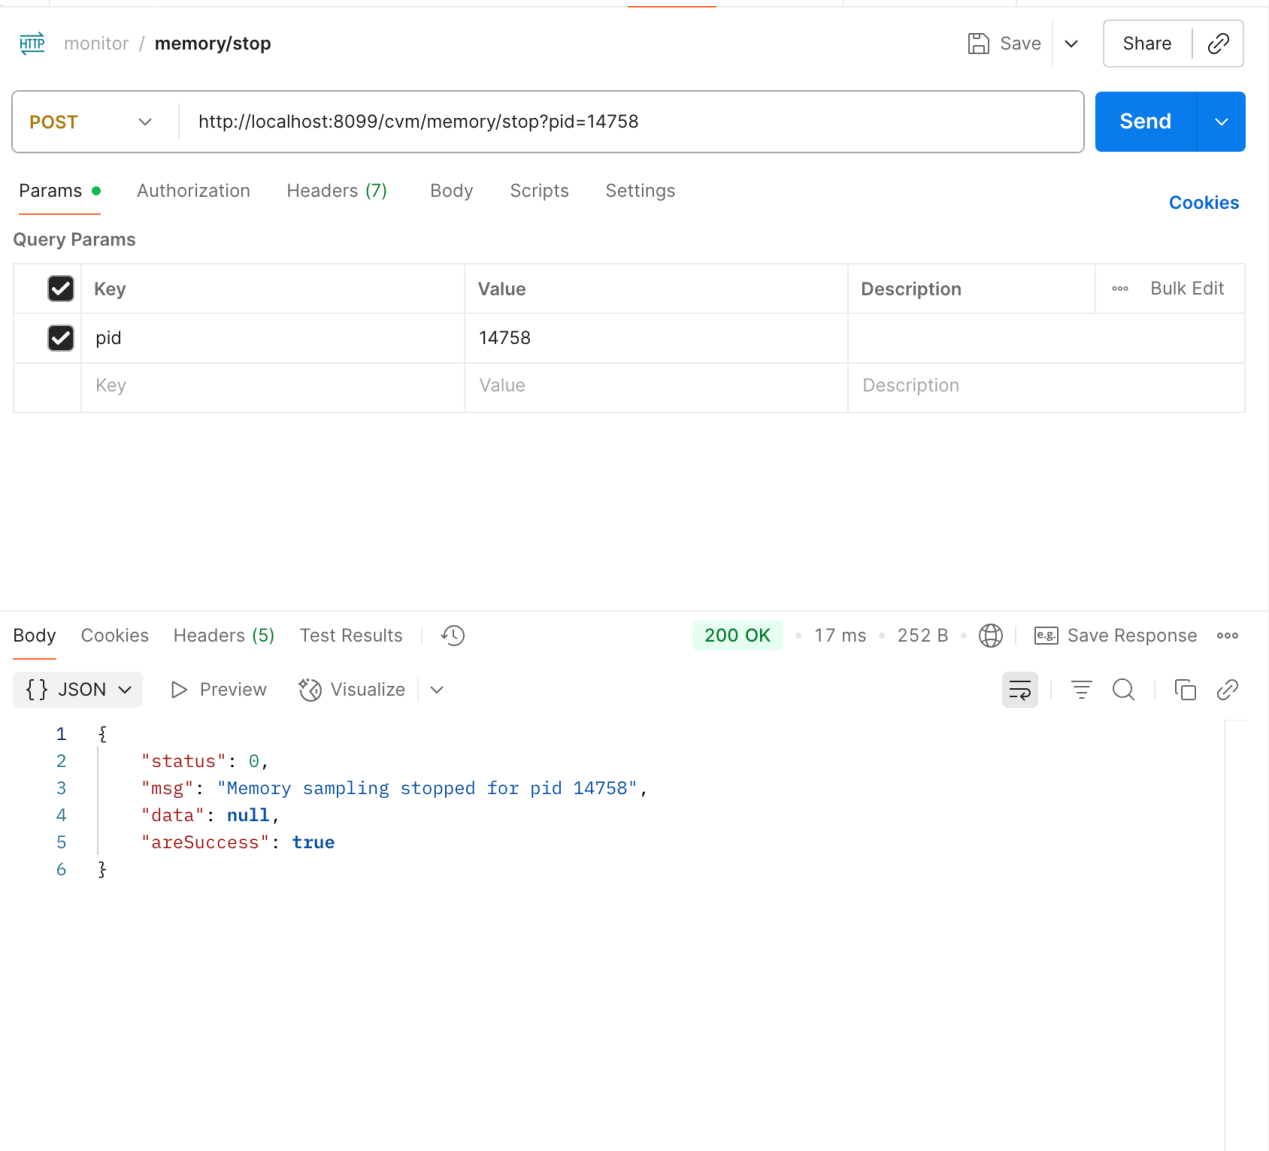 HTTP monitor / memory/stop Save Share
POST http://localhost:8099/cvm/memory/stop?pid=14758 Send
Params Authorization Headers (7) Body Scripts Settings Cookies
Query Params
Key Value Description Bulk Edit
pid 14758
Key Value Description
Body Cookies Headers (5) Test Results 200 OK 17 ms 252 B e.g. Save Response
{} JSON Preview Visualize
1 {
2 "status": 0,
3 "msg": "Memory sampling stopped for pid 14758",
4 "data": null,
5 "areSuccess": true
6 }